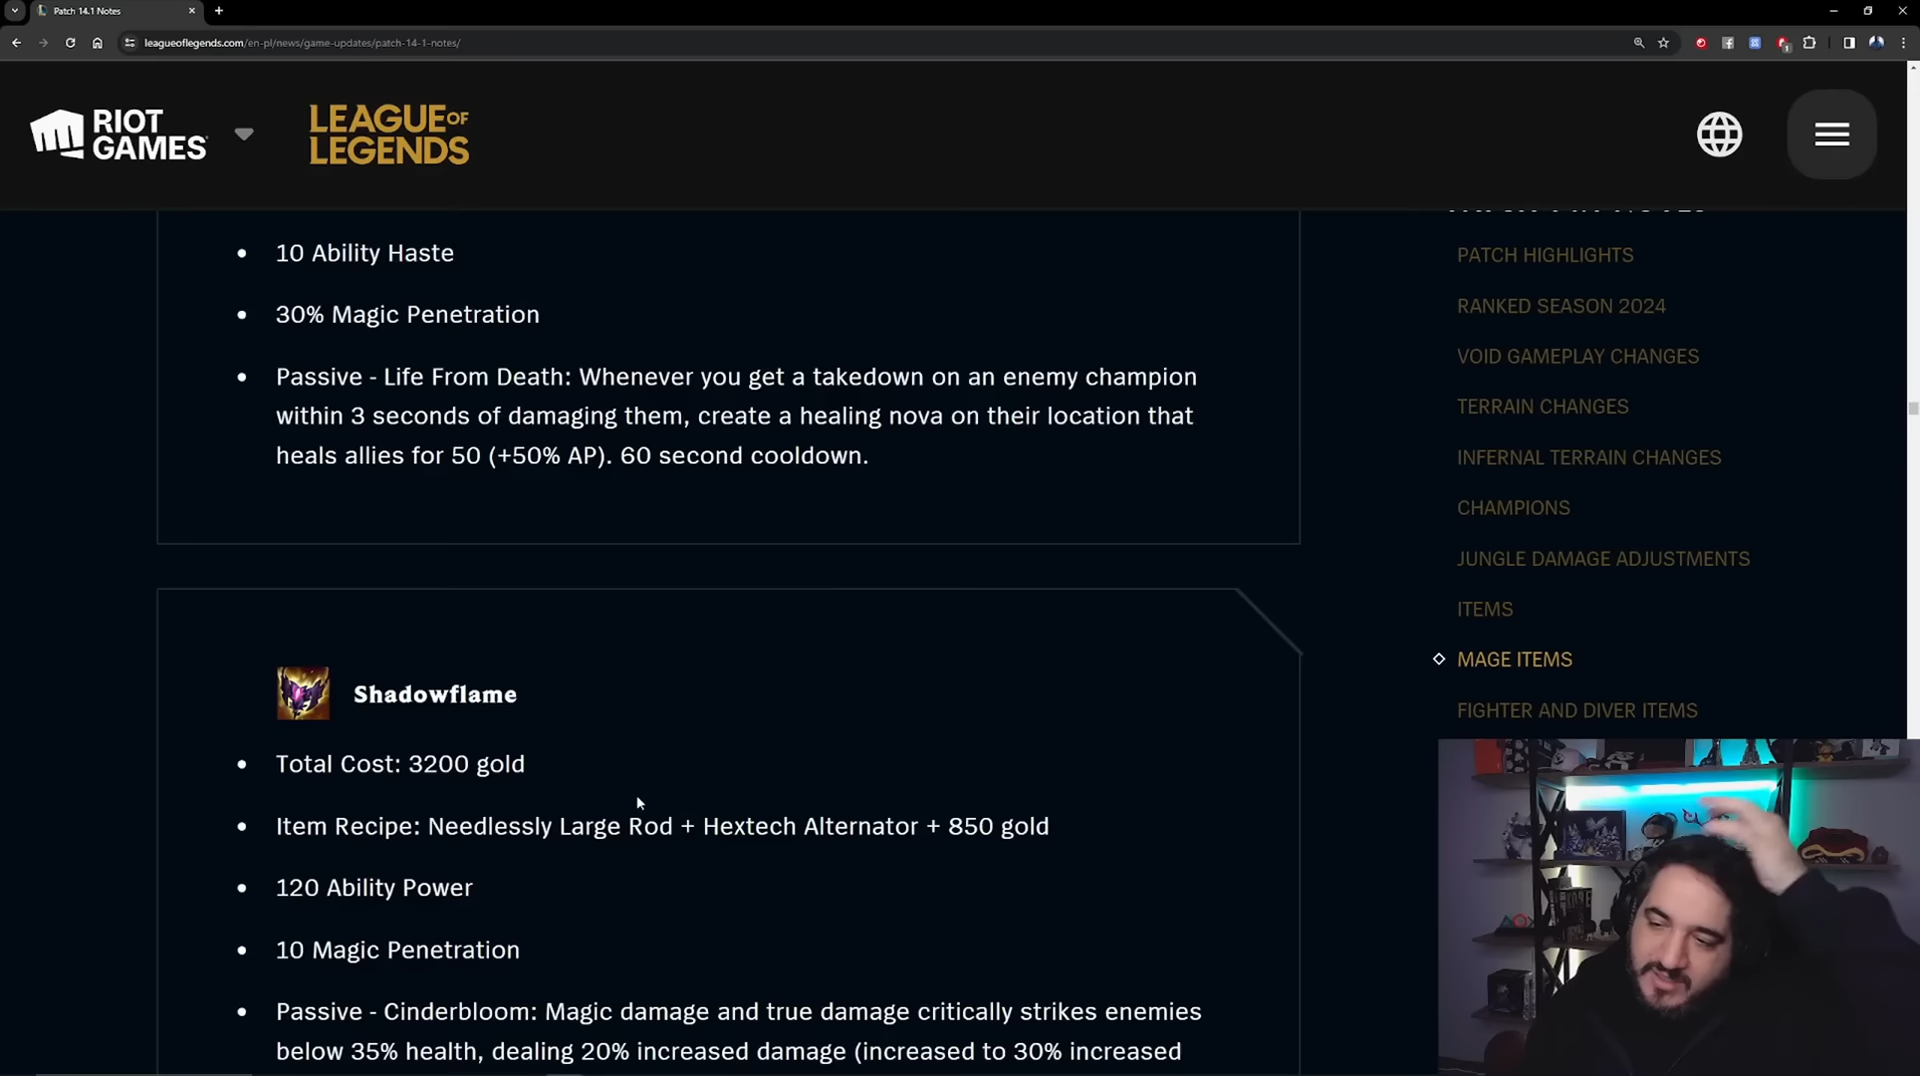 Patch 14.1 Notes
leagueoflegends.com/en-pl/news/game-updates/patch-14-1-notes/
RIOT
GAMES
LEAGUE OF
LEGENDS
10 Ability Haste
30% Magic Penetration
Passive - Life From Death: Whenever you get a takedown on an enemy champion
within 3 seconds of damaging them, create a healing nova on their location that
heals allies for 50 (+50% AP). 60 second cooldown.
Shadowflame
Total Cost: 3200 gold
Item Recipe: Needlessly Large Rod + Hextech Alternator + 850 gold
120 Ability Power
10 Magic Penetration
Passive - Cinderbloom: Magic damage and true damage critically strikes enemies
below 35% health, dealing 20% increased damage (increased to 30% increased
PATCH HIGHLIGHTS
RANKED SEASON 2024
VOID GAMEPLAY CHANGES
TERRAIN CHANGES
INFERNAL TERRAIN CHANGES
CHAMPIONS
JUNGLE DAMAGE ADJUSTMENTS
ITEMS
MAGE ITEMS
FIGHTER AND DIVER ITEMS